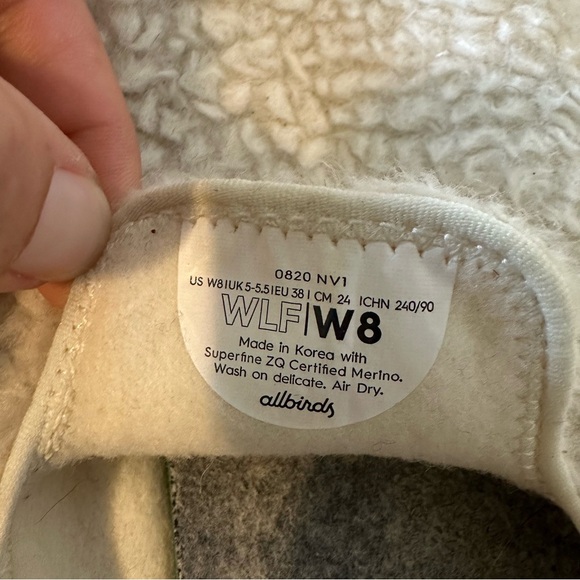 0820 NV1
US W8|UK 5-5.5|EU 38 | CM 24 |CHN 240/90
WLF|W8
Made in Korea with
Superfine ZQ Certified Merino.
Wash on delicate. Air Dry.
allbirds